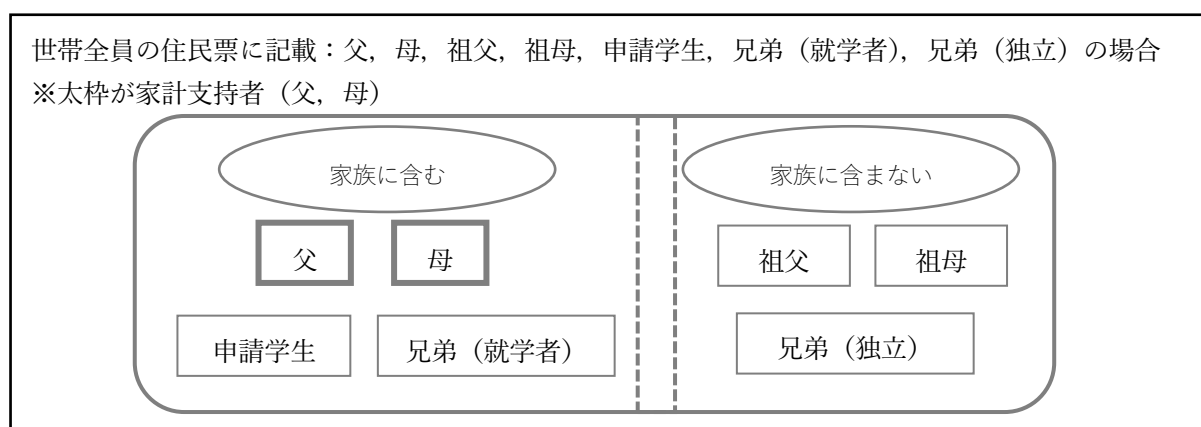 世帯全員の住民票に記載：父，母，祖父，祖母，申請学生，兄弟（就学者），兄弟（独立）の場合
※太枠が家計支持者（父，母）
家族に含む
父
母
申請学生
兄弟（就学者）
家族に含まない
祖父
祖母
兄弟（独立）